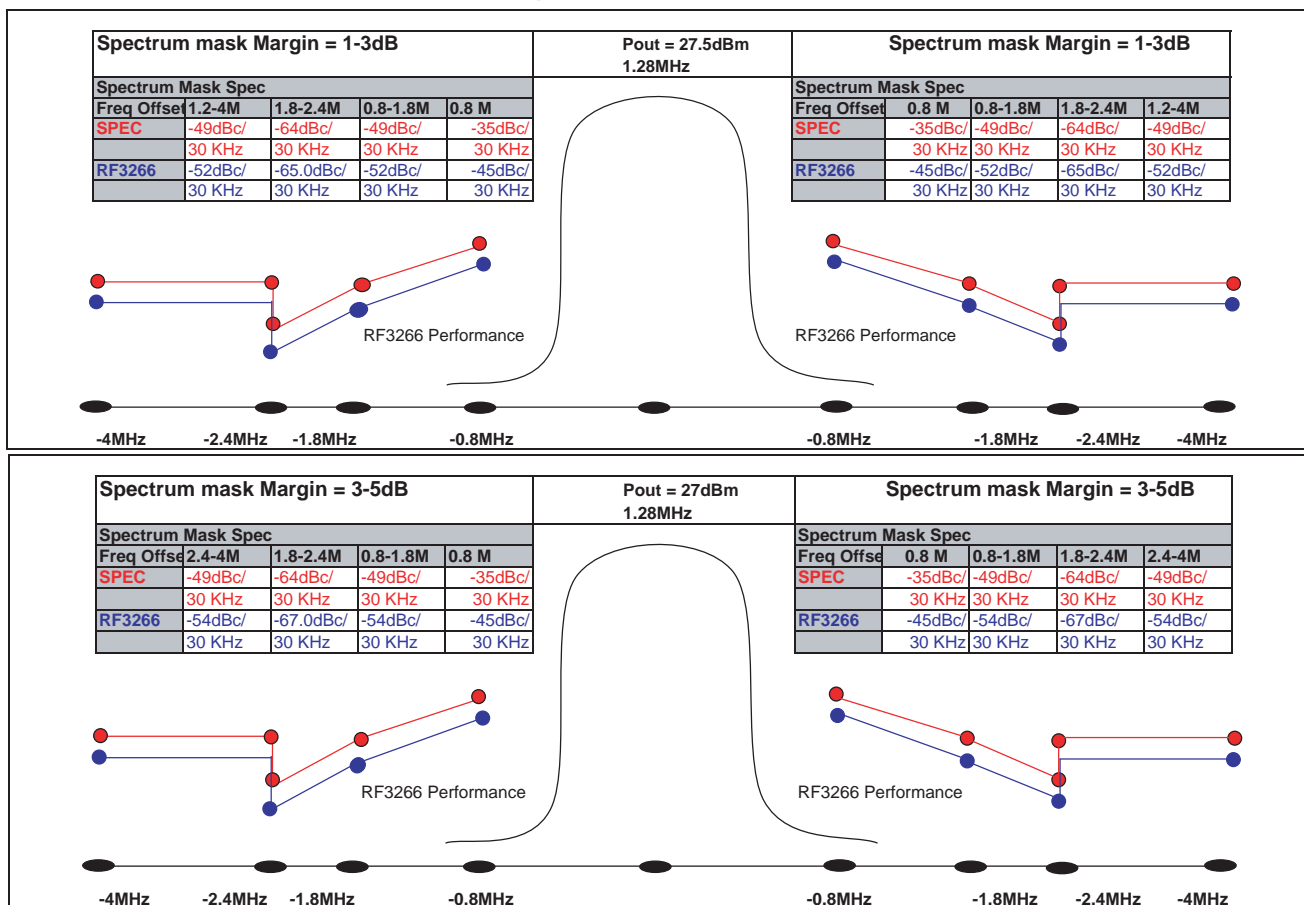 Spectrum mask Margin = 1-3dB
Pout = 27.5dBm
1.28MHz
Spectrum mask Margin = 1-3dB
Spectrum Mask Spec
Freq Offset 1.2-4M 1.8-2.4M 0.8-1.8M 0.8 M
SPEC -49dBc/ -64dBc/ -49dBc/ -35dBc/
30 KHz 30 KHz 30 KHz 30 KHz
RF3266 -52dBc/ -65.0dBc/ -52dBc/ -45dBc/
30 KHz 30 KHz 30 KHz 30 KHz
Spectrum Mask Spec
Freq Offset 0.8 M 0.8-1.8M 1.8-2.4M 1.2-4M
SPEC -35dBc/ -49dBc/ -64dBc/ -49dBc/
30 KHz 30 KHz 30 KHz 30 KHz
RF3266 -45dBc/ -52dBc/ -65dBc/ -52dBc/
30 KHz 30 KHz 30 KHz 30 KHz
RF3266 Performance
RF3266 Performance
-4MHz -2.4MHz -1.8MHz -0.8MHz -0.8MHz -1.8MHz -2.4MHz -4MHz
Spectrum mask Margin = 3-5dB
Pout = 27dBm
1.28MHz
Spectrum mask Margin = 3-5dB
Spectrum Mask Spec
Freq Offse 2.4-4M 1.8-2.4M 0.8-1.8M 0.8 M
SPEC -49dBc/ -64dBc/ -49dBc/ -35dBc/
30 KHz 30 KHz 30 KHz 30 KHz
RF3266 -54dBc/ -67.0dBc/ -54dBc/ -45dBc/
30 KHz 30 KHz 30 KHz 30 KHz
Spectrum Mask Spec
Freq Offse 0.8 M 0.8-1.8M 1.8-2.4M 2.4-4M
SPEC -35dBc/ -49dBc/ -64dBc/ -49dBc/
30 KHz 30 KHz 30 KHz 30 KHz
RF3266 -45dBc/ -54dBc/ -67dBc/ -54dBc/
30 KHz 30 KHz 30 KHz 30 KHz
RF3266 Performance
RF3266 Performance
-4MHz -2.4MHz -1.8MHz -0.8MHz -0.8MHz -1.8MHz -2.4MHz -4MHz